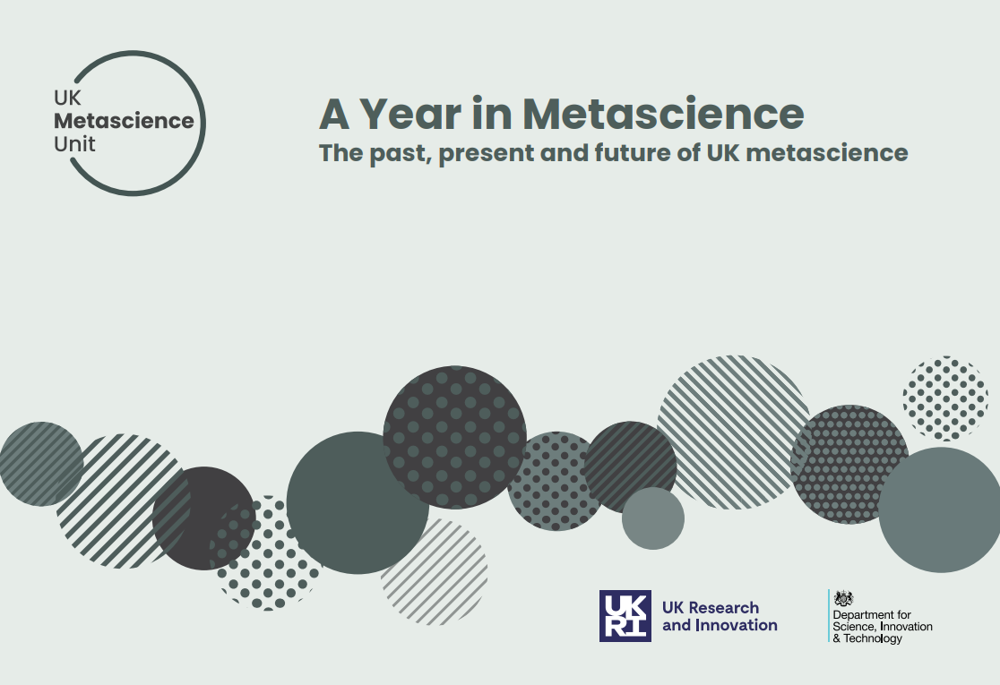 UK
Metascience
Unit
A Year in Metascience
The past, present and future of UK metascience
UK
RI
UK Research
and Innovation
Department for
Science, Innovation
& Technology